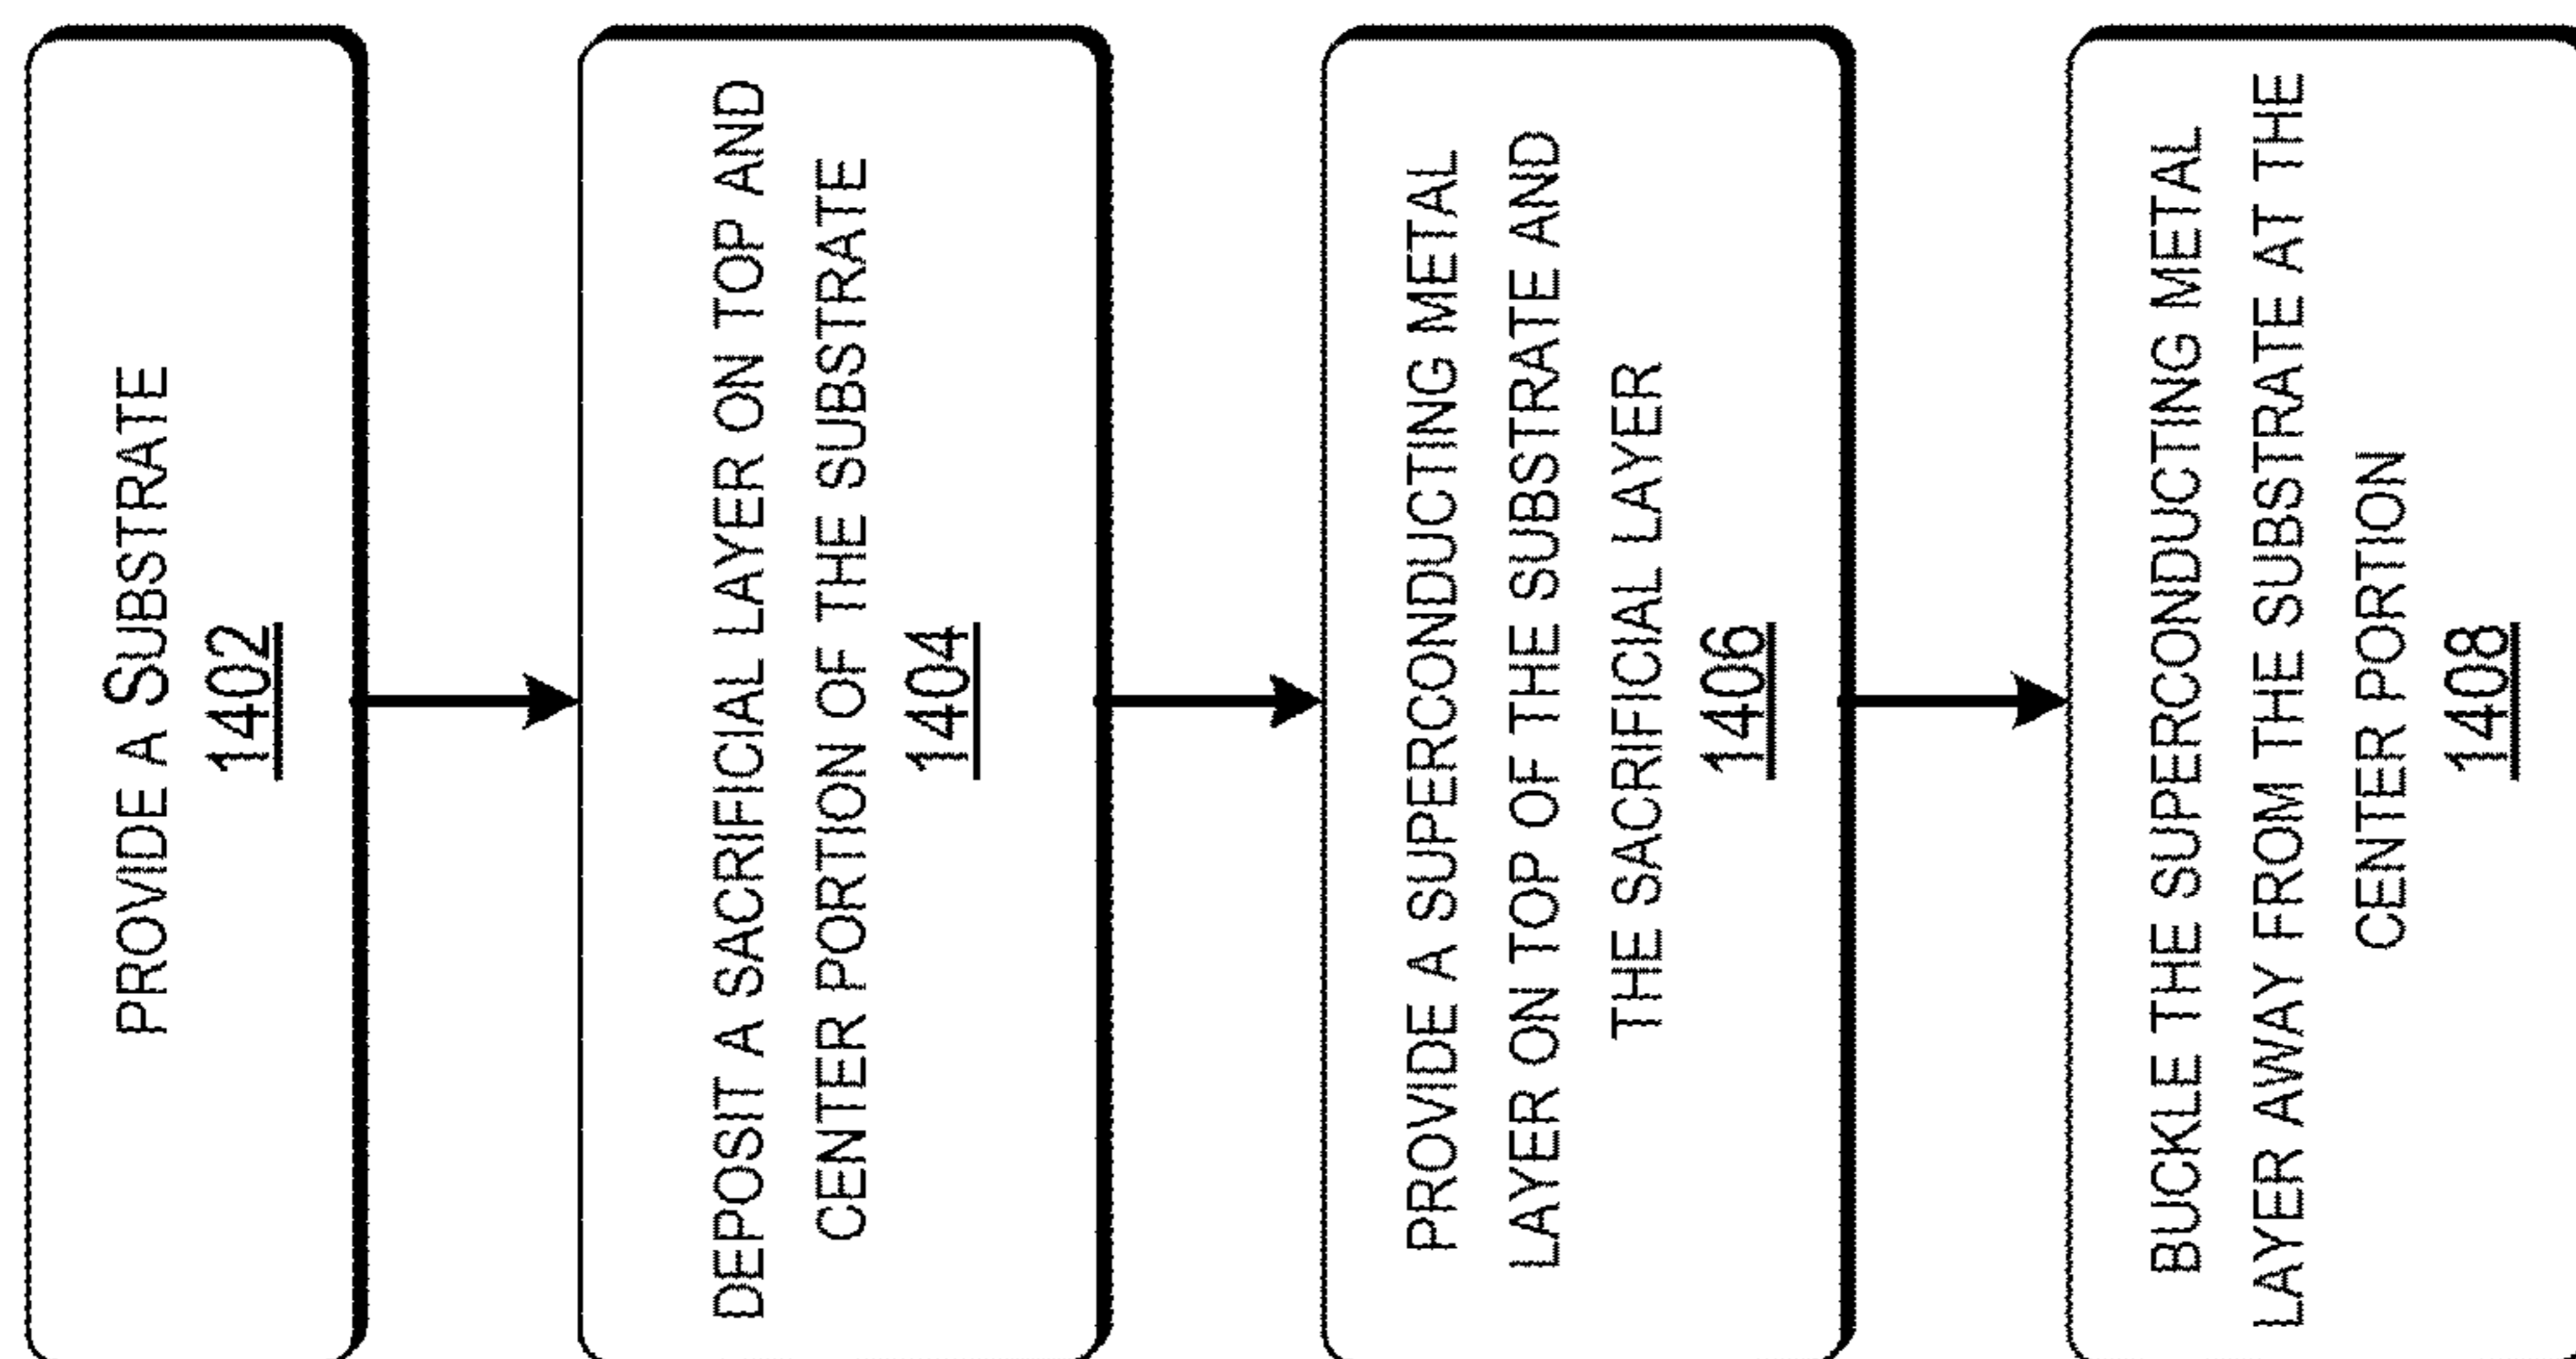 PROVIDE A SUBSTRATE
1402
DEPOSIT A SACRIFICIAL LAYER ON TOP AND
CENTER PORTION OF THE SUBSTRATE
1404
PROVIDE A SUPERCONDUCTING METAL
LAYER ON TOP OF THE SUBSTRATE AND
THE SACRIFICIAL LAYER
1406
BUCKLE THE SUPERCONDUCTING METAL
LAYER AWAY FROM THE SUBSTRATE AT THE
CENTER PORTION
1408